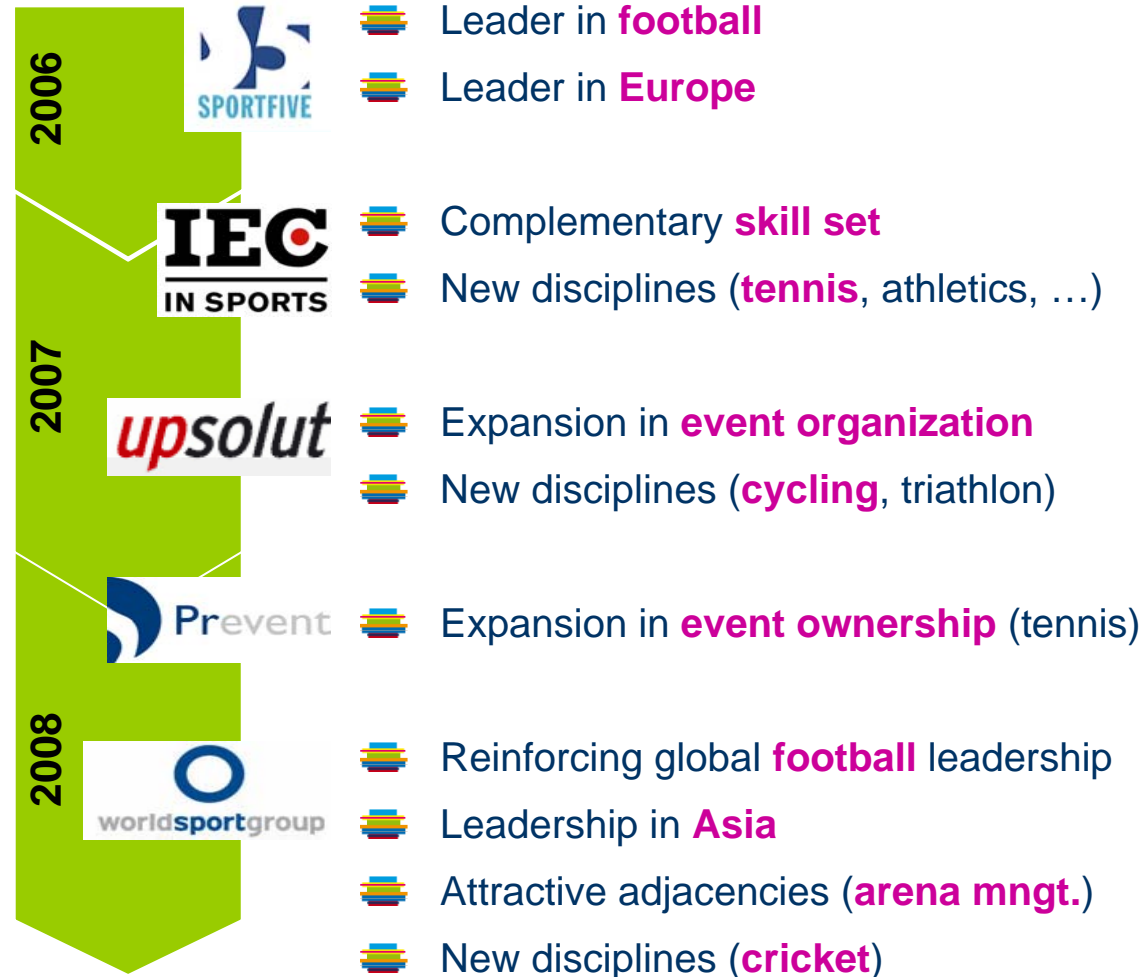 2006
SPORTFIVE
Leader in football
Leader in Europe
2007
IEC
IN SPORTS
Complementary skill set
New disciplines (tennis, athletics, …)
upsolut
Expansion in event organization
New disciplines (cycling, triathlon)
2008
Prevent
Expansion in event ownership (tennis)
worldsportgroup
Reinforcing global football leadership
Leadership in Asia
Attractive adjacencies (arena mngt.)
New disciplines (cricket)